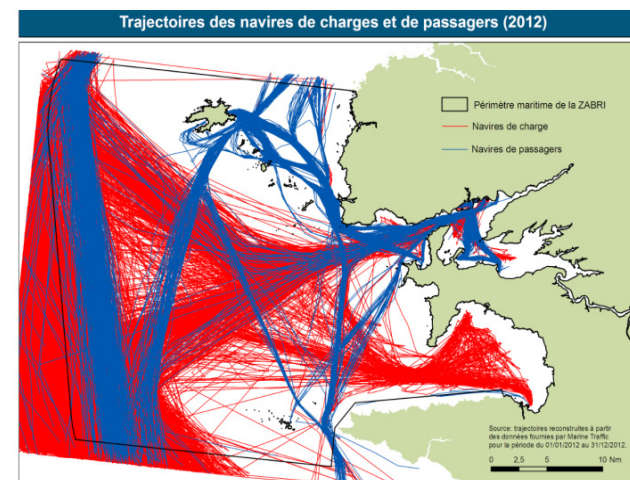 Trajectoires des navires de charges et de passagers (2012)
Périmètre maritime de la ZABRI
Navires de charge
Navires de passagers
Source: trajectoires reconstruites à partir
des données fournies par Marine Traffic
pour la période du 01/01/2012 au 31/12/2012.
0 2,5 5 10 Nm